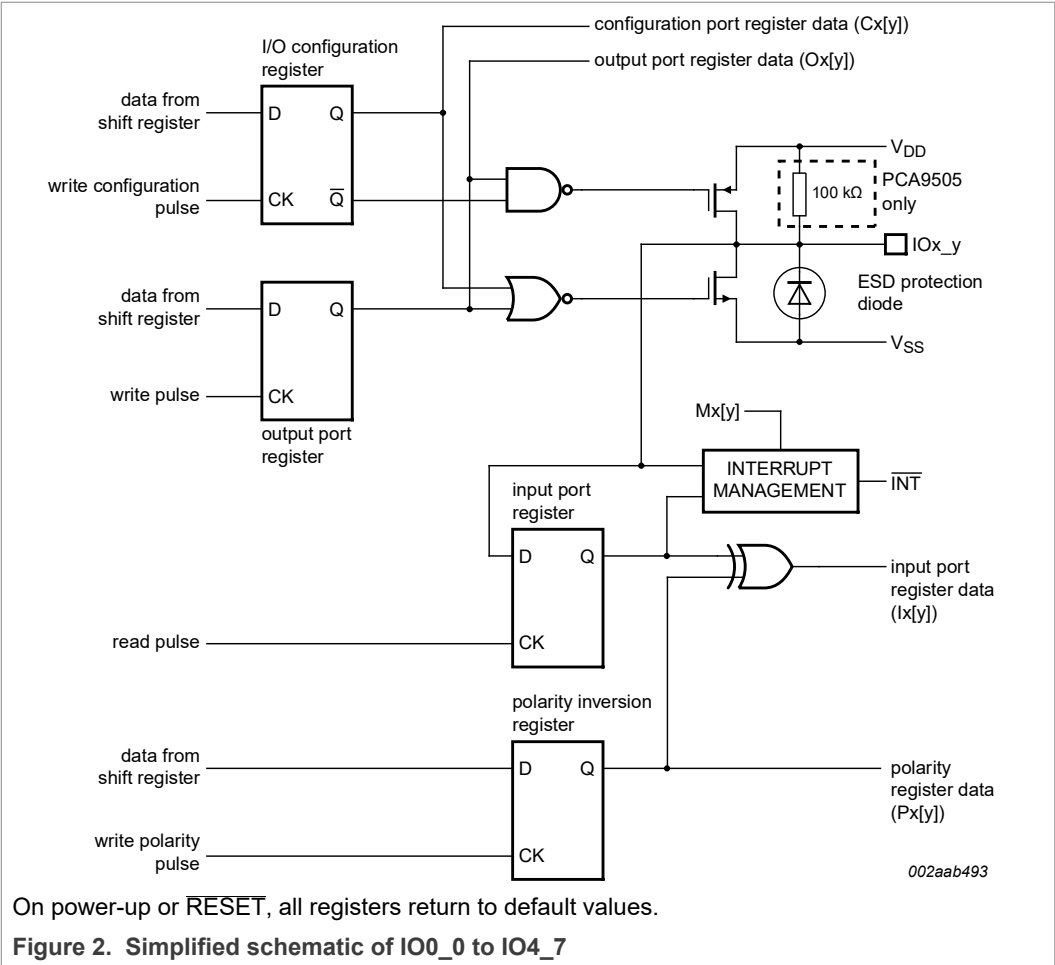 configuration port register data (Cx[y])
I/O configuration
register
output port register data (Ox[y])
data from
shift register
D
Q
VDD
write configuration
pulse
CK
Q̅
100 kΩ
PCA9505
only
IOx_y
data from
shift register
D
Q
ESD protection
diode
VSS
write pulse
CK
output port
register
Mx[y]
INTERRUPT
MANAGEMENT
I̅N̅T̅
input port
register
D
Q
input port
register data
(Ix[y])
read pulse
CK
polarity inversion
register
data from
shift register
D
Q
polarity
register data
(Px[y])
write polarity
pulse
CK
002aab493
On power-up or R̅E̅S̅E̅T̅, all registers return to default values.
Figure 2. Simplified schematic of IO0_0 to IO4_7